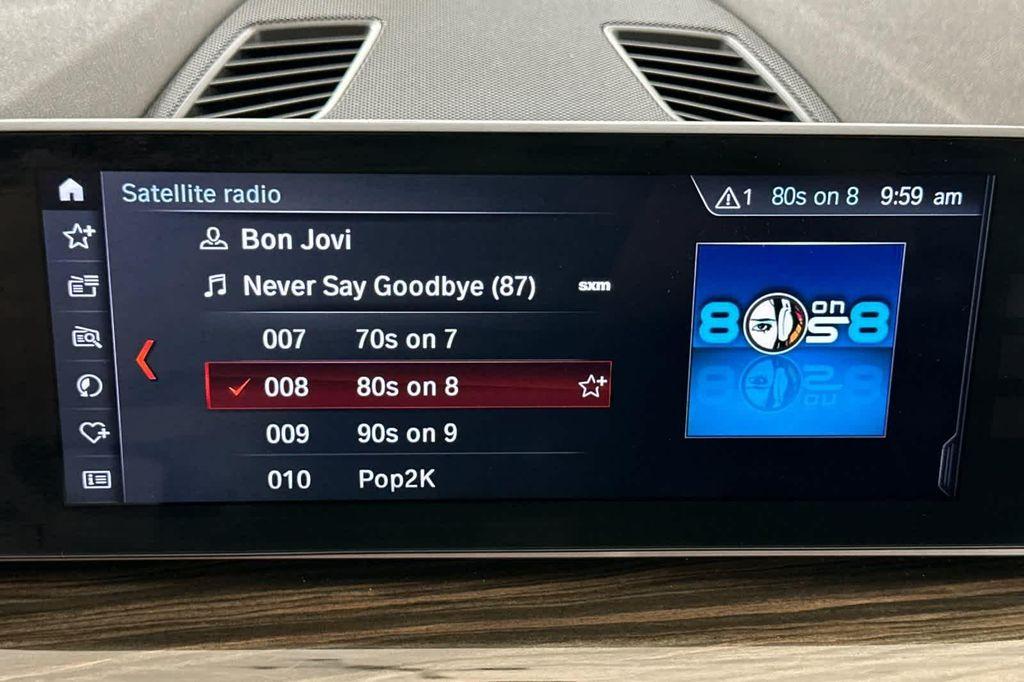 Satellite radio
1 80s on 8 9:59 am
Bon Jovi
Never Say Goodbye (87) sxm
007 70s on 7
008 80s on 8
009 90s on 9
010 Pop2K
80s on 8